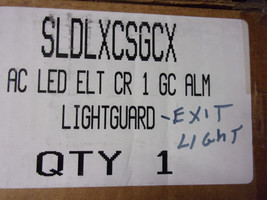 SLDLXCSGCX
AC LED ELT CR 1 GC ALM
LIGHTGUARD - EXIT
LIGHT
QTY 1